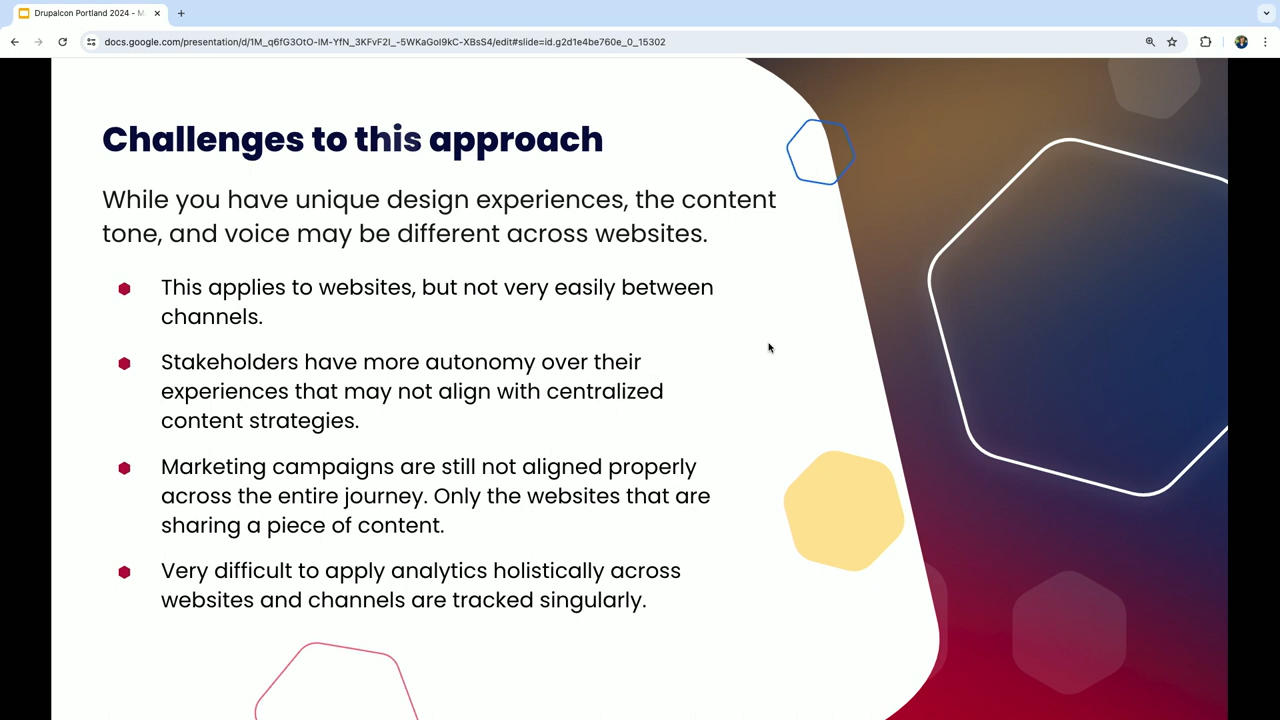 Drupalcon Portland 2024 - M
docs.google.com/presentation/d/1M_q6fG3OtO-IM-YfN_3KFvF2I_-5WKaGoI9kC-XBsS4/edit#slide=id.g2d1e4be760e_0_15302
Challenges to this approach
While you have unique design experiences, the content
tone, and voice may be different across websites.
This applies to websites, but not very easily between
channels.
Stakeholders have more autonomy over their
experiences that may not align with centralized
content strategies.
Marketing campaigns are still not aligned properly
across the entire journey. Only the websites that are
sharing a piece of content.
Very difficult to apply analytics holistically across
websites and channels are tracked singularly.